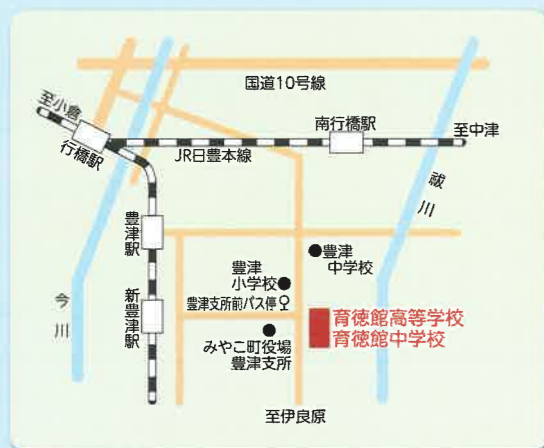 国道10号線
至小倉
行橋駅
JR日豊本線
南行橋駅
至中津
祓川
豊津駅
豊津
中学校
豊津
小学校
豊津支所前バス停
今川
新豊津駅
育徳館高等学校
育徳館中学校
みやこ町役場
豊津支所
至伊良原